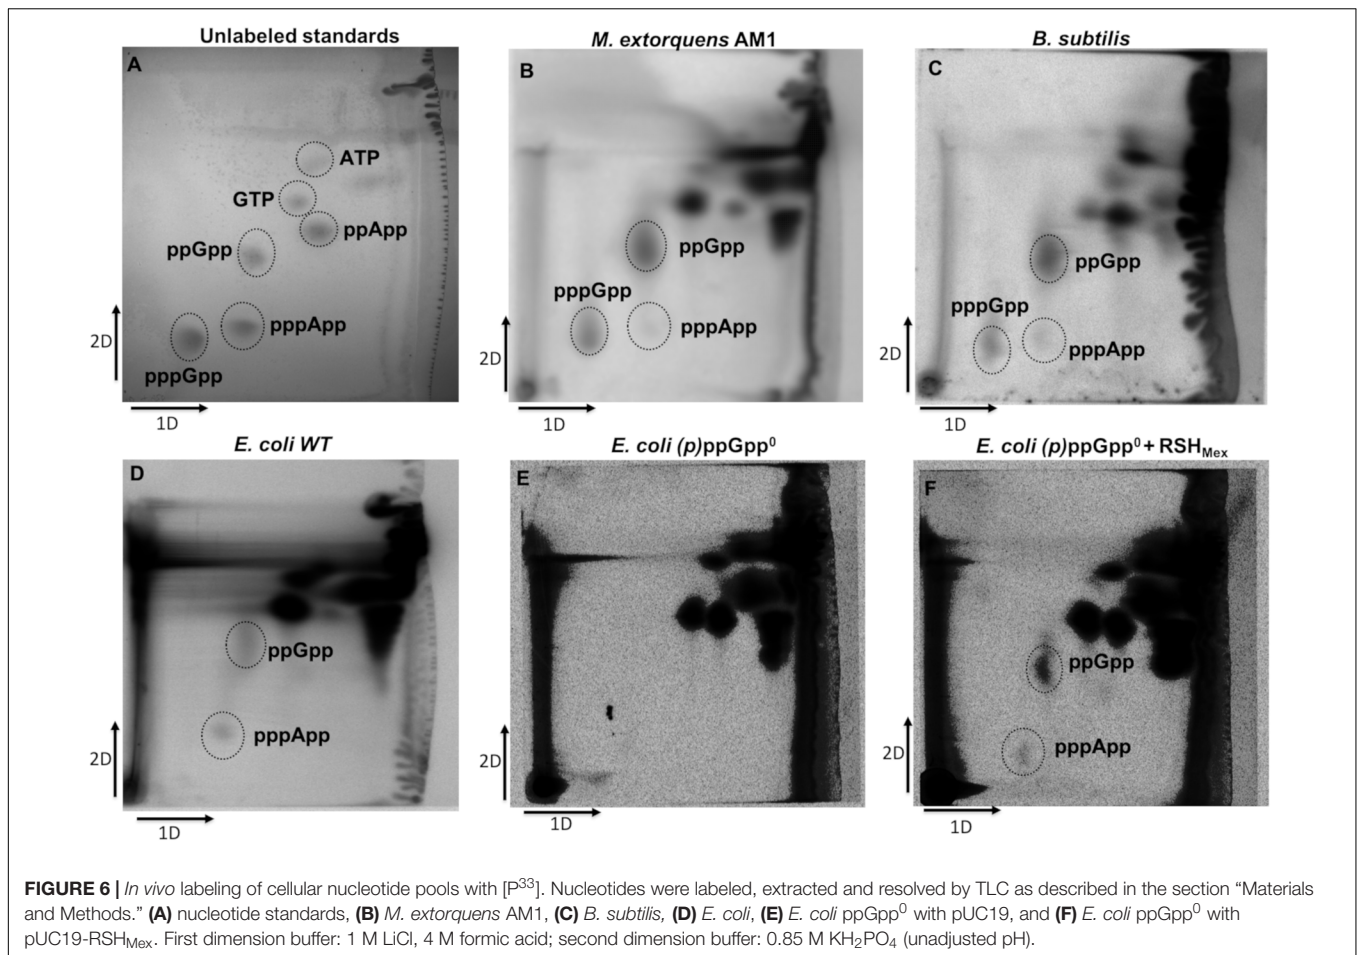 Unlabeled standards
A
ATP
GTP
ppApp
ppGpp
pppApp
pppGpp
2D
1D
M. extorquens AM1
B
ppGpp
pppGpp
pppApp
2D
1D
B. subtilis
C
ppGpp
pppGpp
pppApp
2D
1D
E. coli WT
D
ppGpp
pppApp
2D
1D
E. coli (p)ppGpp⁰
E
2D
1D
E. coli (p)ppGpp⁰ + RSHMex
F
ppGpp
pppApp
2D
1D
FIGURE 6 | In vivo labeling of cellular nucleotide pools with [P³³]. Nucleotides were labeled, extracted and resolved by TLC as described in the section “Materials
and Methods.” (A) nucleotide standards, (B) M. extorquens AM1, (C) B. subtilis, (D) E. coli, (E) E. coli ppGpp⁰ with pUC19, and (F) E. coli ppGpp⁰ with
pUC19-RSHMex. First dimension buffer: 1 M LiCl, 4 M formic acid; second dimension buffer: 0.85 M KH₂PO₄ (unadjusted pH).